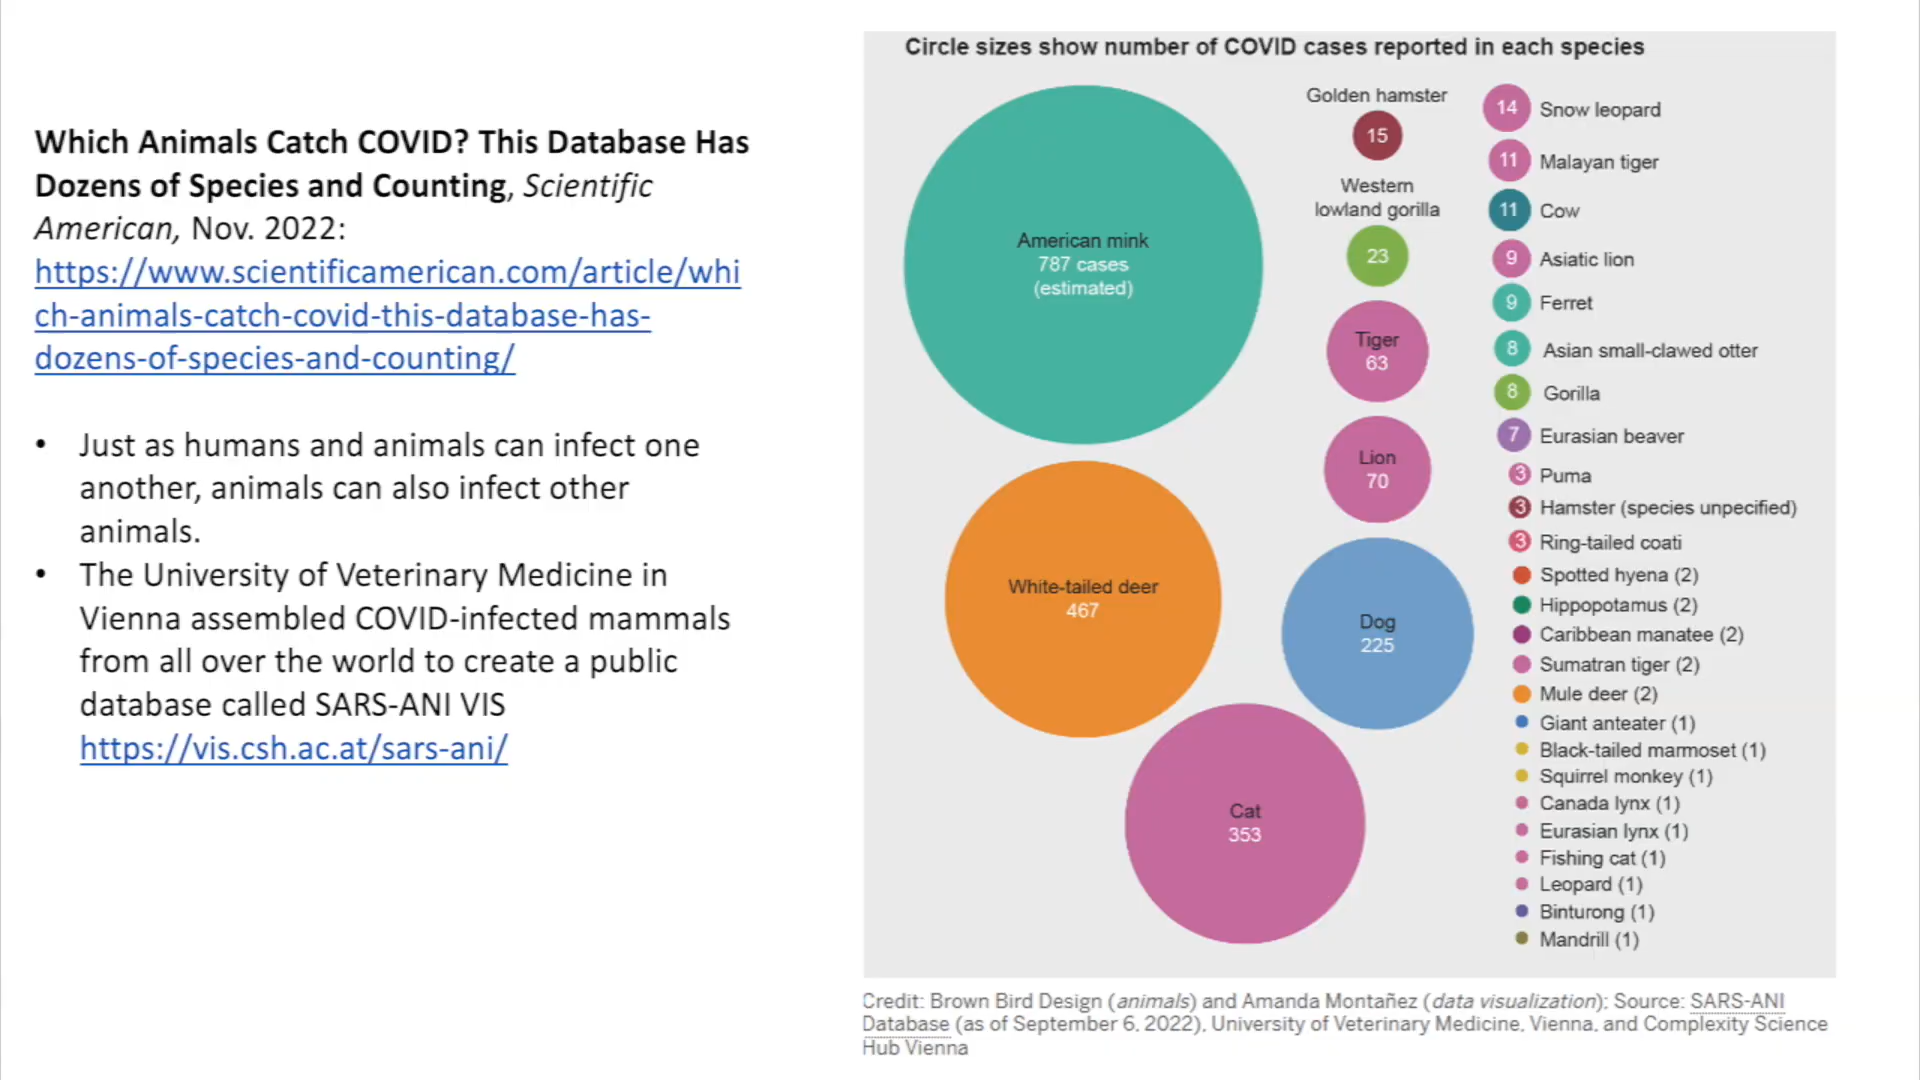 Which Animals Catch COVID? This Database Has
Dozens of Species and Counting, Scientific
American, Nov. 2022:
https://www.scientificamerican.com/article/whi
ch-animals-catch-covid-this-database-has-
dozens-of-species-and-counting/
• Just as humans and animals can infect one
another, animals can also infect other
animals.
• The University of Veterinary Medicine in
Vienna assembled COVID-infected mammals
from all over the world to create a public
database called SARS-ANI VIS
https://vis.csh.ac.at/sars-ani/
Circle sizes show number of COVID cases reported in each species
American mink
787 cases
(estimated)
White-tailed deer
467
Cat
353
Golden hamster
15
Western
lowland gorilla
23
Tiger
63
Lion
70
Dog
225
14 Snow leopard
11 Malayan tiger
11 Cow
9 Asiatic lion
9 Ferret
8 Asian small-clawed otter
8 Gorilla
7 Eurasian beaver
3 Puma
3 Hamster (species unpecified)
3 Ring-tailed coati
Spotted hyena (2)
Hippopotamus (2)
Caribbean manatee (2)
Sumatran tiger (2)
Mule deer (2)
Giant anteater (1)
Black-tailed marmoset (1)
Squirrel monkey (1)
Canada lynx (1)
Eurasian lynx (1)
Fishing cat (1)
Leopard (1)
Binturong (1)
Mandrill (1)
Credit: Brown Bird Design (animals) and Amanda Montañez (data visualization); Source: SARS-ANI
Database (as of September 6, 2022), University of Veterinary Medicine, Vienna, and Complexity Science
Hub Vienna